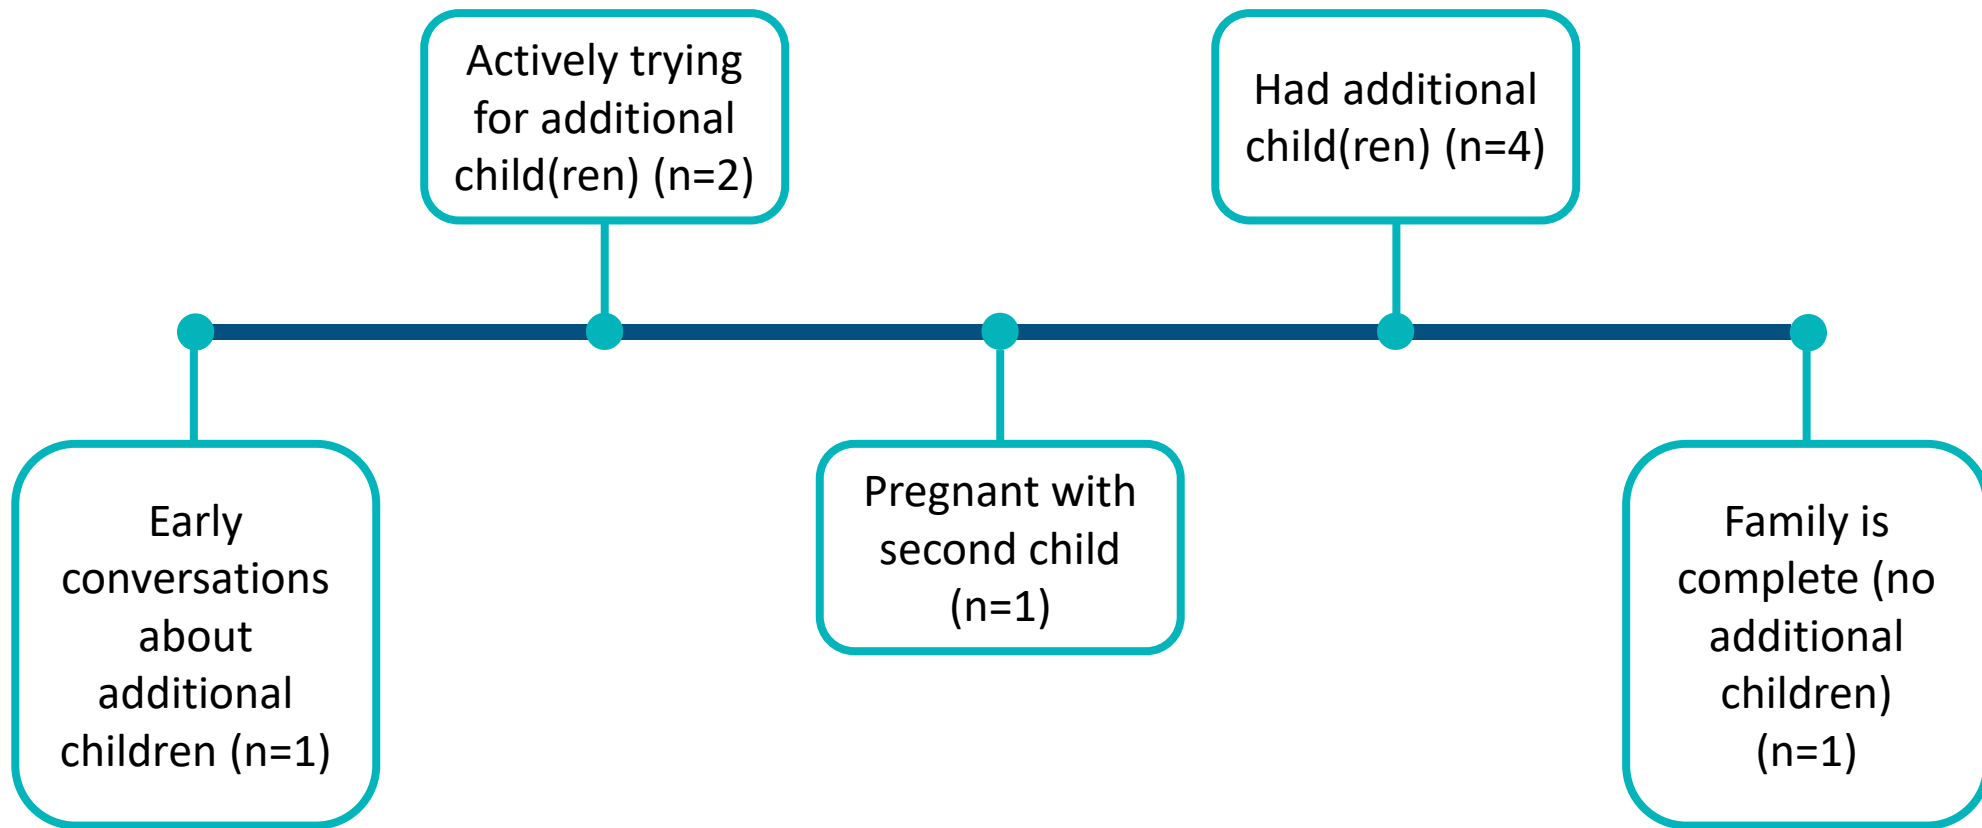 Actively trying
for additional
child(ren) (n=2)
Had additional
child(ren) (n=4)
Early
conversations
about
additional
children (n=1)
Pregnant with
second child
(n=1)
Family is
complete (no
additional
children)
(n=1)